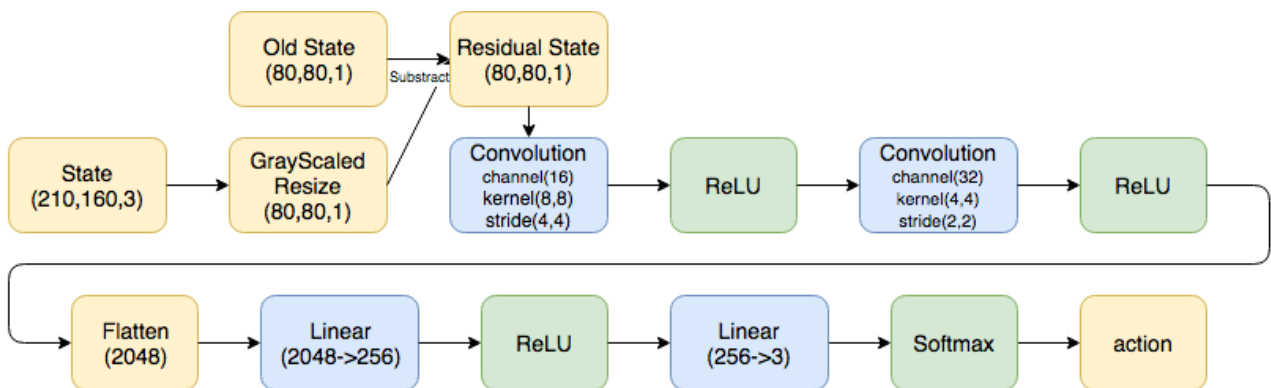 Old State
(80,80,1)
Substract
Residual State
(80,80,1)
State
(210,160,3)
GrayScaled
Resize
(80,80,1)
Convolution
channel(16)
kernel(8,8)
stride(4,4)
ReLU
Convolution
channel(32)
kernel(4,4)
stride(2,2)
ReLU
Flatten
(2048)
Linear
(2048->256)
ReLU
Linear
(256->3)
Softmax
action